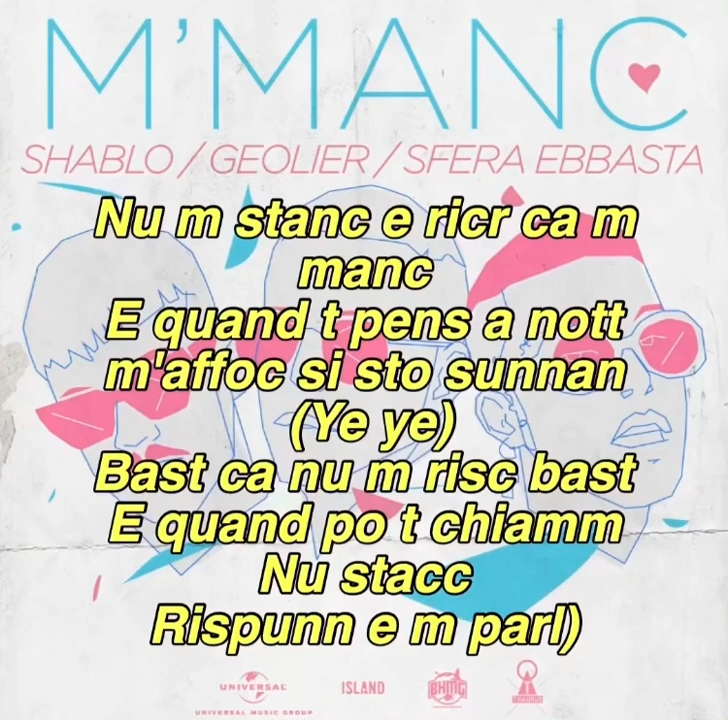 M'MANC
SHABLO / GEOLIER / SFERA EBBASTA
Nu m stanc e ricr ca m
manc
E quand t pens a nott
m'affoc si sto sunnan
(Ye ye)
Bast ca nu m risc bast
E quand po t chiamm
Nu stacc
Rispunn e m parl)
UNIVERSAL
UNIVERSAL MUSIC GROUP
ISLAND
BHMG